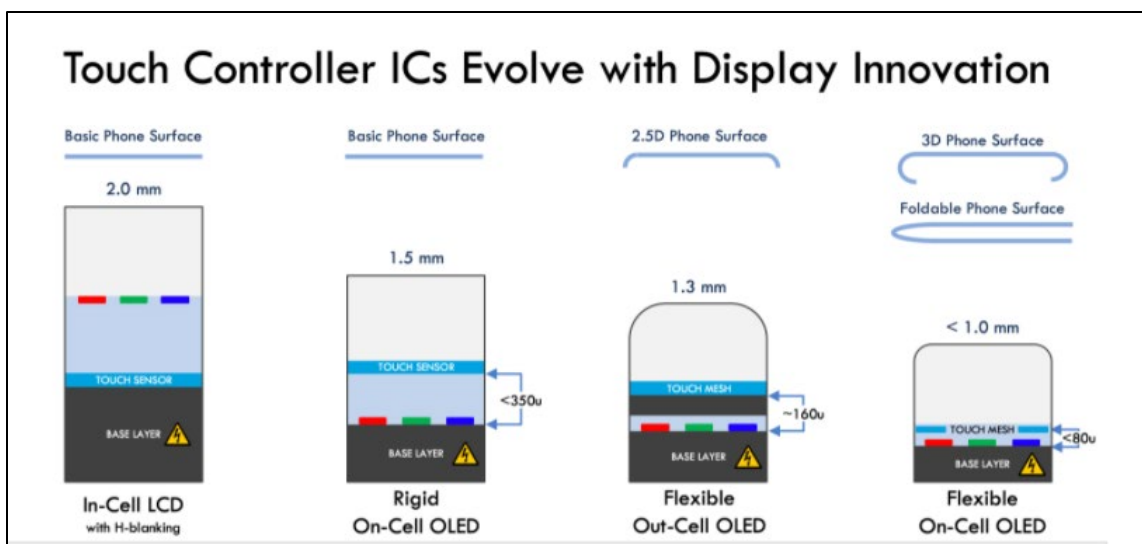 Touch Controller ICs Evolve with Display Innovation
Basic Phone Surface
2.0 mm
TOUCH SENSOR
BASE LAYER
In-Cell LCD
with H-blanking
Basic Phone Surface
1.5 mm
TOUCH SENSOR
<350u
BASE LAYER
Rigid
On-Cell OLED
2.5D Phone Surface
1.3 mm
TOUCH MESH
~160u
BASE LAYER
Flexible
Out-Cell OLED
3D Phone Surface
Foldable Phone Surface
< 1.0 mm
TOUCH MESH
<80u
BASE LAYER
Flexible
On-Cell OLED